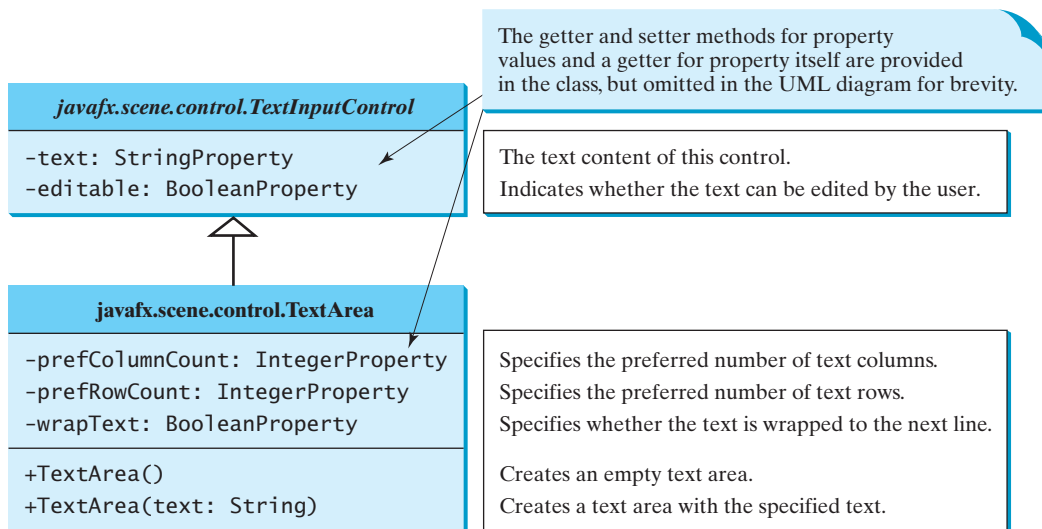 The getter and setter methods for property
values and a getter for property itself are provided
in the class, but omitted in the UML diagram for brevity.
javafx.scene.control.TextInputControl
-text: StringProperty
-editable: BooleanProperty
The text content of this control.
Indicates whether the text can be edited by the user.
javafx.scene.control.TextArea
-prefColumnCount: IntegerProperty
-prefRowCount: IntegerProperty
-wrapText: BooleanProperty
Specifies the preferred number of text columns.
Specifies the preferred number of text rows.
Specifies whether the text is wrapped to the next line.
+TextArea()
+TextArea(text: String)
Creates an empty text area.
Creates a text area with the specified text.